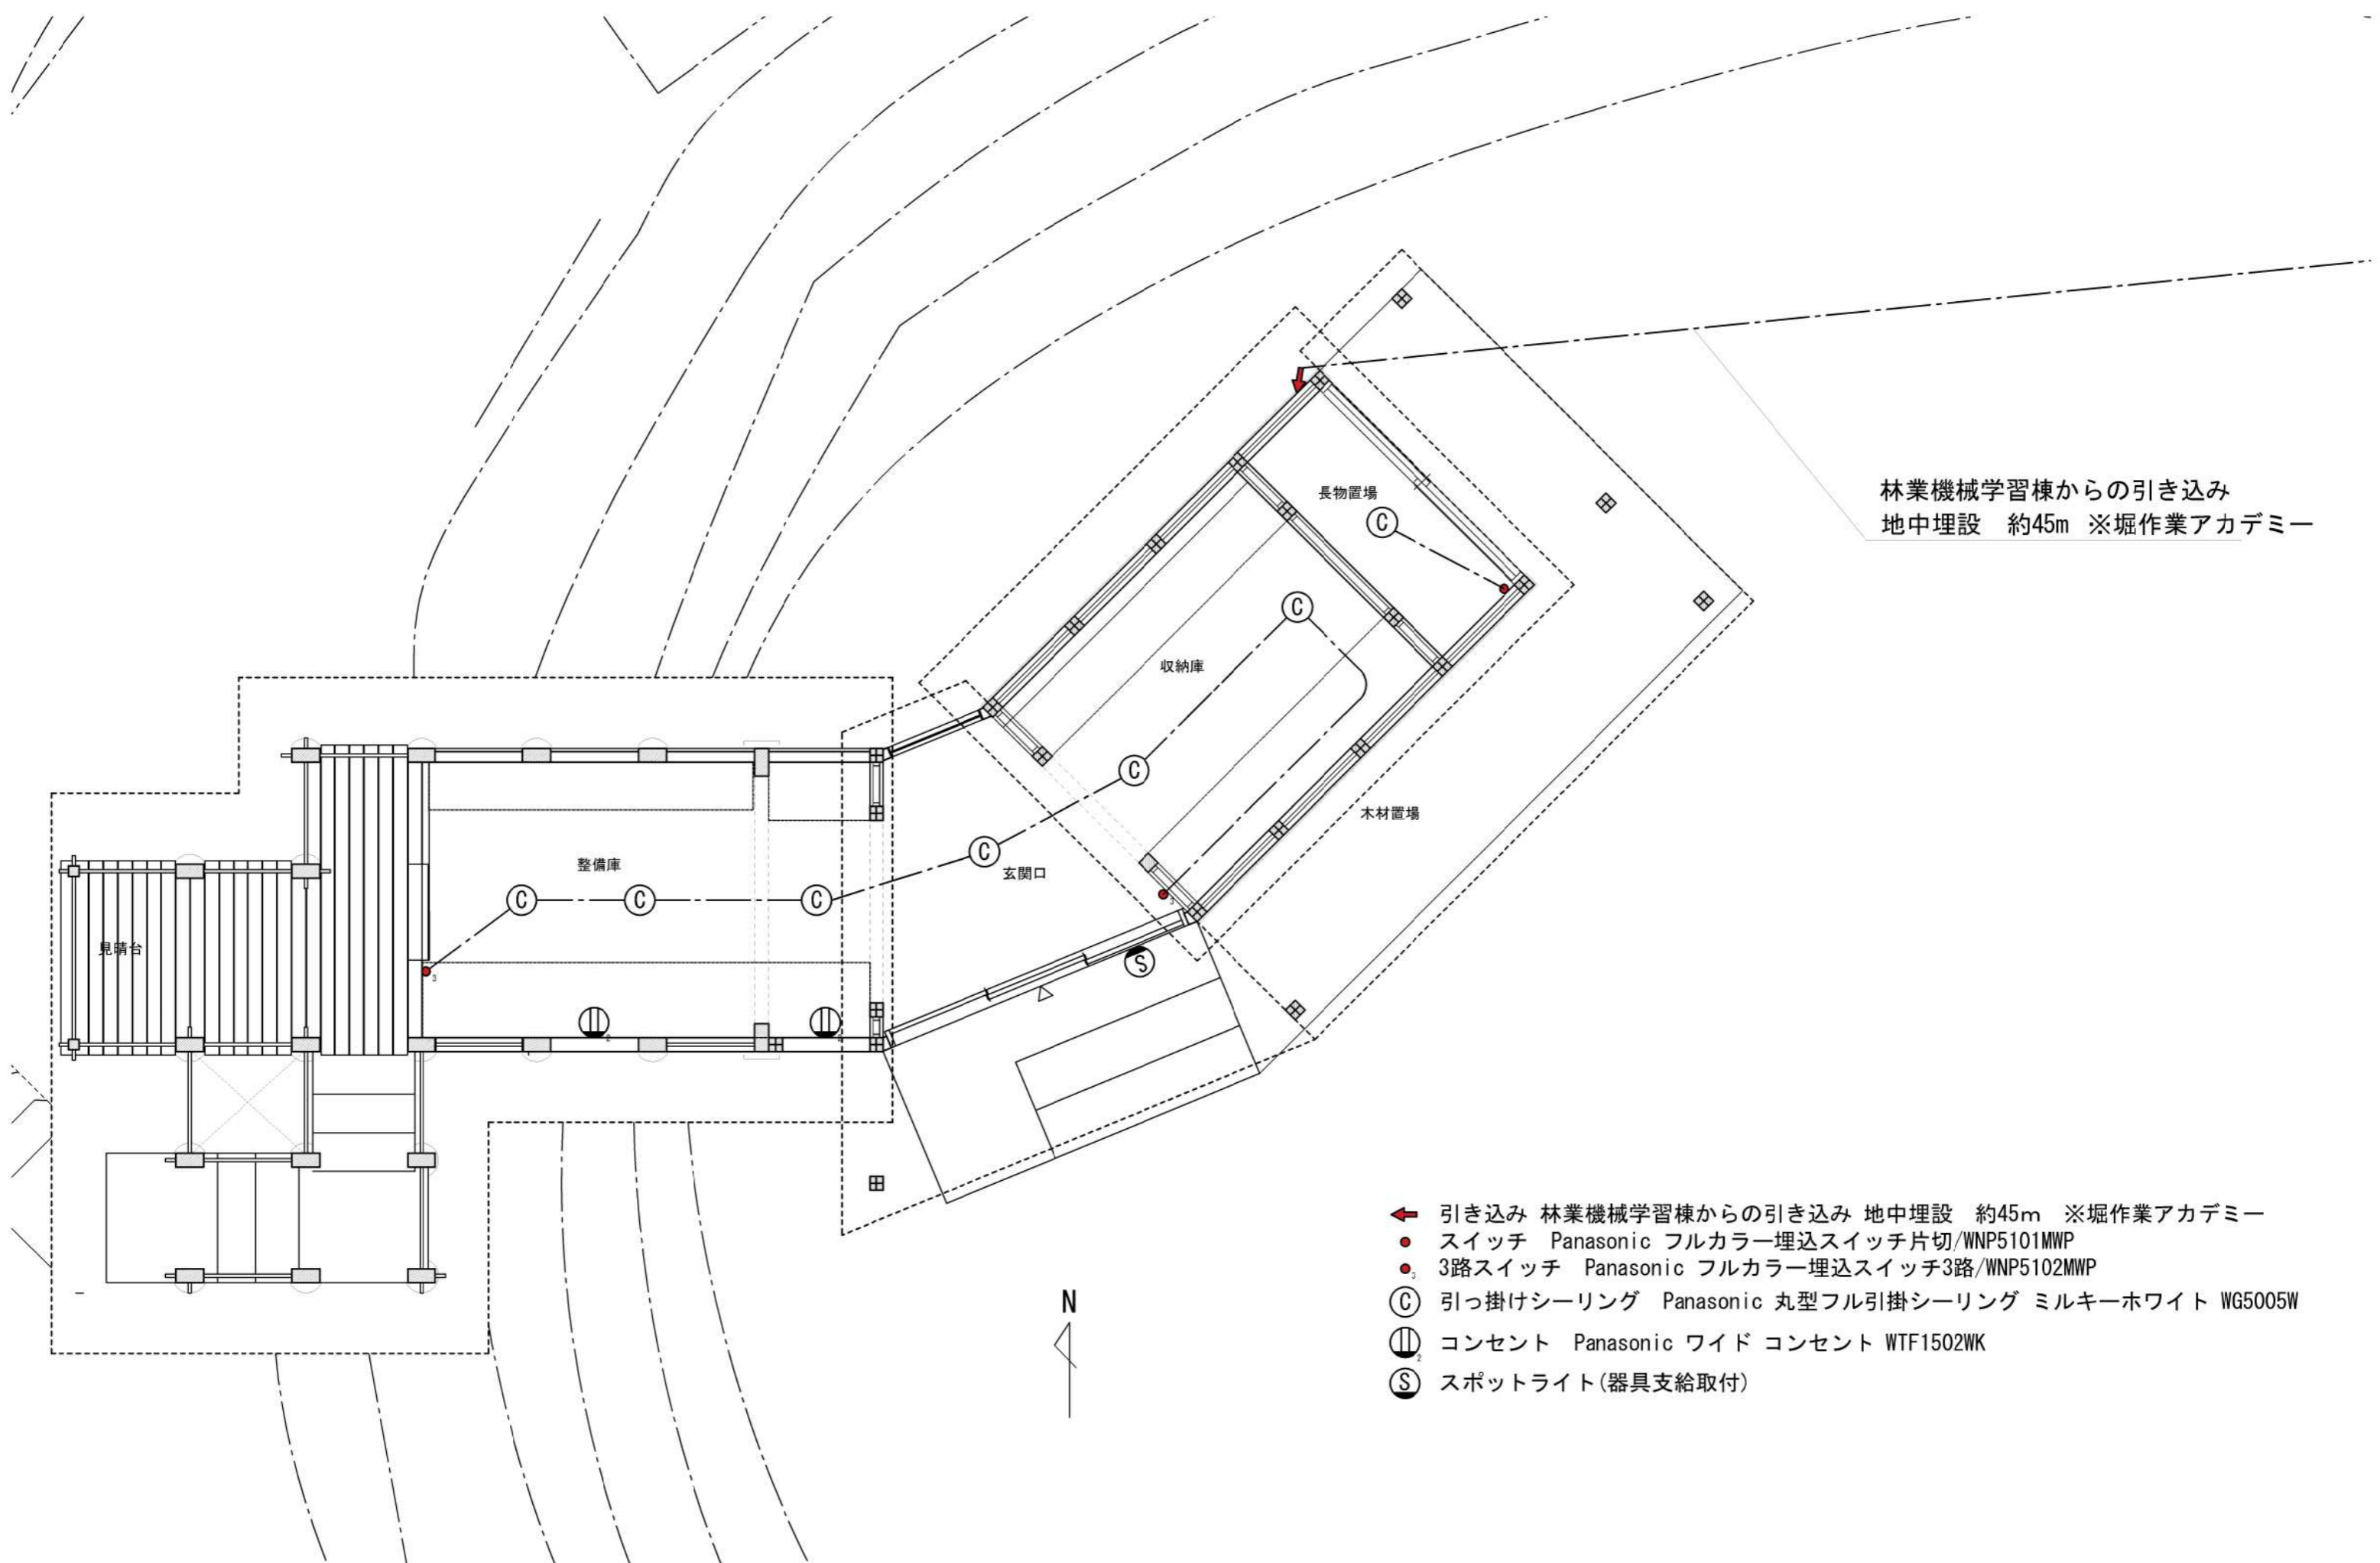 長物置場
C
林業機械学習棟からの引き込み
地中埋設　約45m　※堀作業アカデミー
C
収納庫
C
木材置場
整備庫
C
玄関口
C
C
C
3
見晴台
3
S
2
引き込み 林業機械学習棟からの引き込み 地中埋設　約45m　※堀作業アカデミー
スイッチ　Panasonic フルカラー埋込スイッチ片切/WNP5101MWP
3
3路スイッチ　Panasonic フルカラー埋込スイッチ3路/WNP5102MWP
N
C
引っ掛けシーリング　Panasonic 丸型フル引掛シーリング ミルキーホワイト WG5005W
2
コンセント　Panasonic ワイド コンセント WTF1502WK
S
スポットライト(器具支給取付)